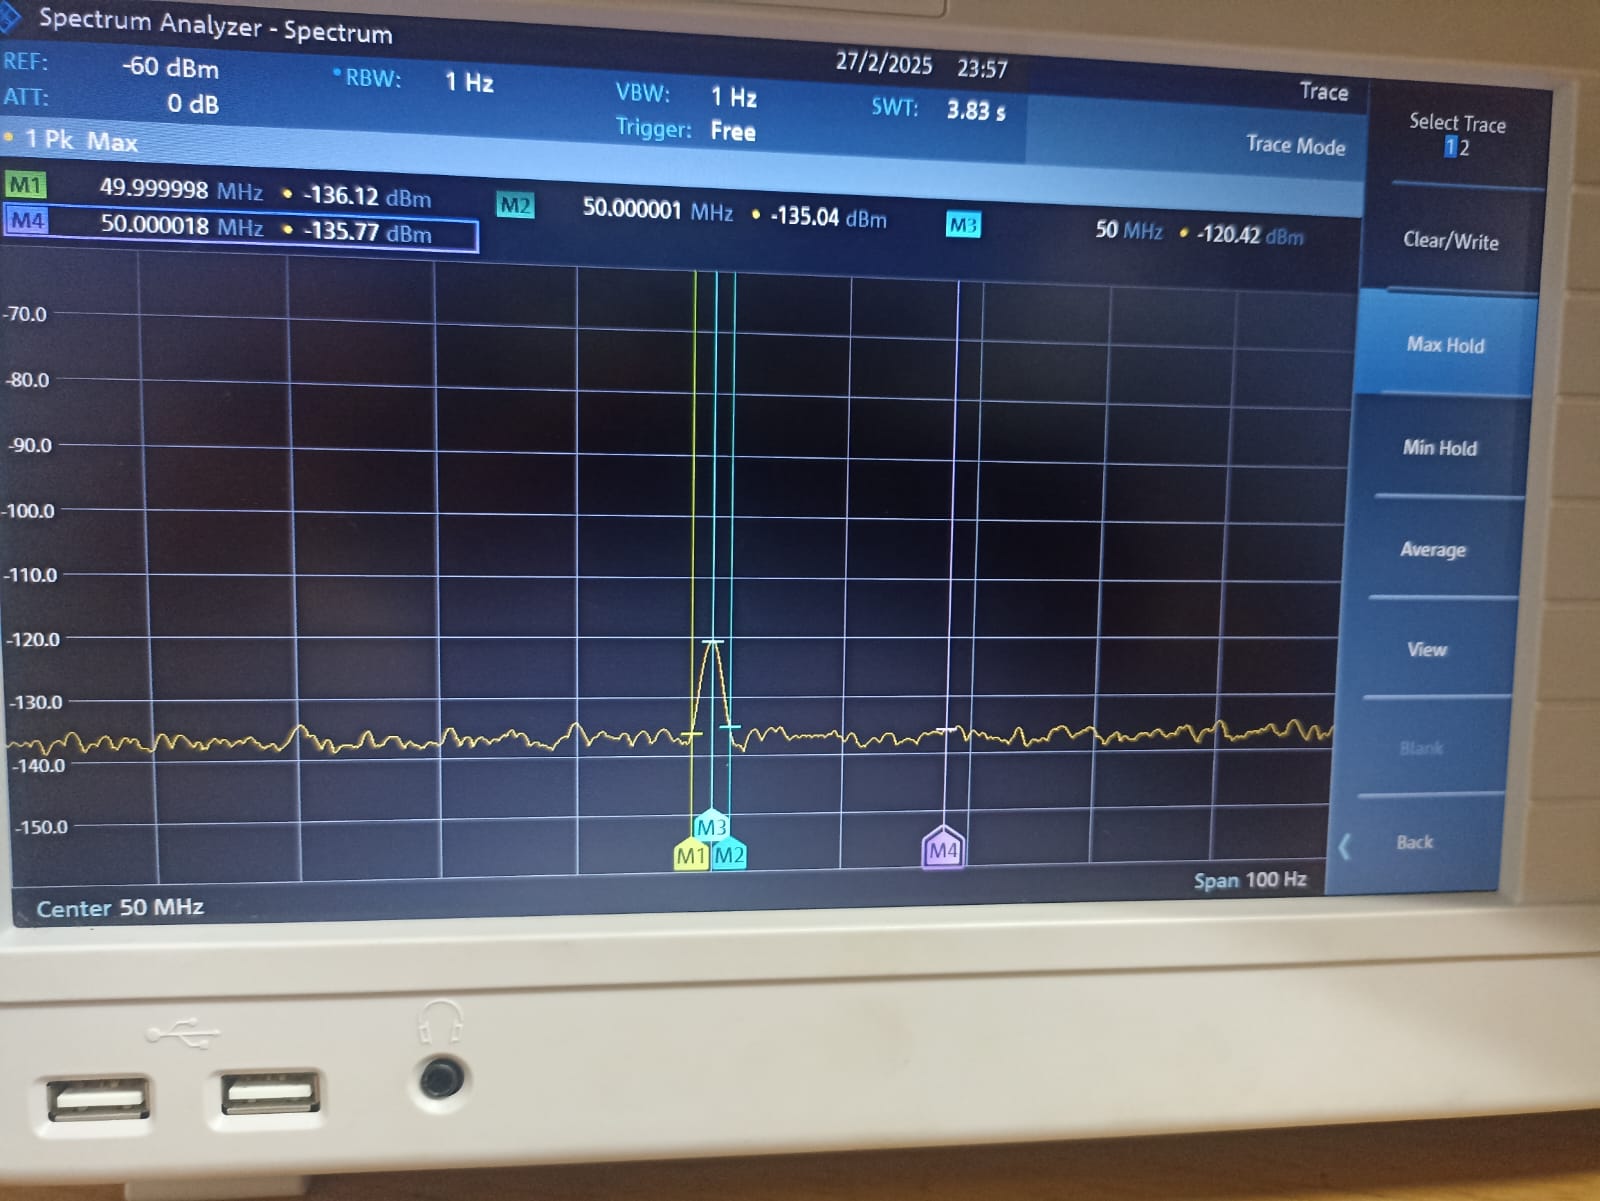 Spectrum Analyzer - Spectrum
27/2/2025 23:57
REF: -60 dBm RBW: 1 Hz VBW: 1 Hz SWT: 3.83 s
ATT: 0 dB Trigger: Free
1 Pk Max
Trace
Trace Mode
M1 49.999998 MHz -136.12 dBm M2 50.000001 MHz -135.04 dBm M3 50 MHz -120.42 dBm
M4 50.000018 MHz -135.77 dBm
-70.0
-80.0
-90.0
-100.0
-110.0
-120.0
-130.0
-140.0
-150.0
M3
M1 M2 M4
Center 50 MHz Span 100 Hz
Select Trace
1 2
Clear/Write
Max Hold
Min Hold
Average
View
Blank
Back